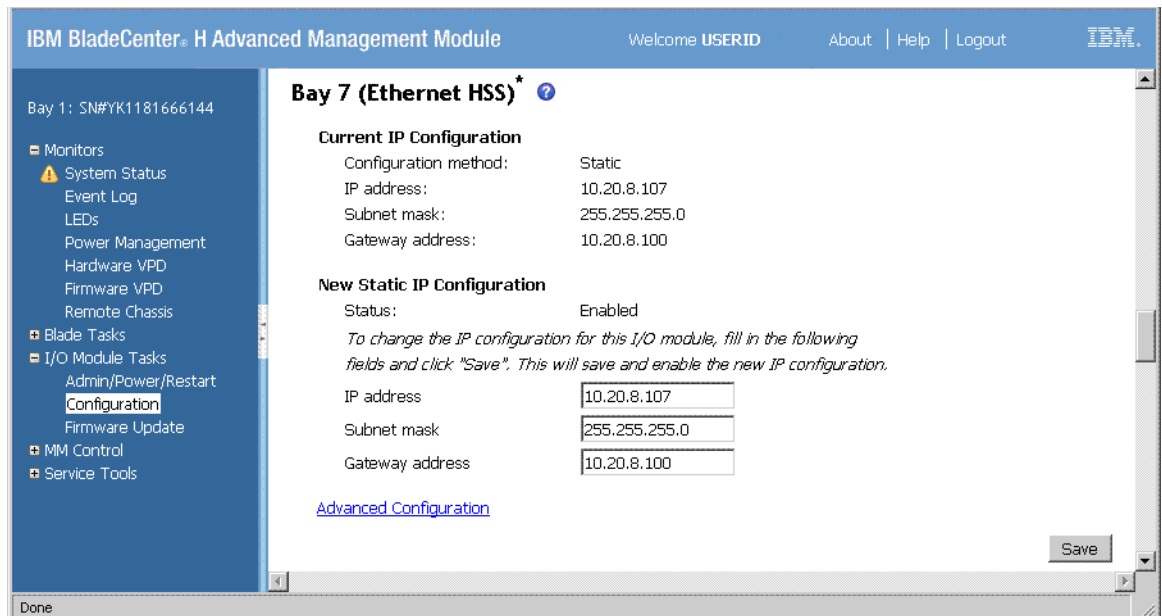 IBM BladeCenter® H Advanced Management Module
Welcome USERID
About | Help | Logout
IBM.
Bay 1: SN#YK1181666144
Monitors
System Status
Event Log
LEDs
Power Management
Hardware VPD
Firmware VPD
Remote Chassis
Blade Tasks
I/O Module Tasks
Admin/Power/Restart
Configuration
Firmware Update
MM Control
Service Tools
Bay 7 (Ethernet HSS)*
Current IP Configuration
Configuration method: Static
IP address: 10.20.8.107
Subnet mask: 255.255.255.0
Gateway address: 10.20.8.100
New Static IP Configuration
Status: Enabled
To change the IP configuration for this I/O module, fill in the following
fields and click "Save". This will save and enable the new IP configuration.
IP address 10.20.8.107
Subnet mask 255.255.255.0
Gateway address 10.20.8.100
Advanced Configuration
Save
Done